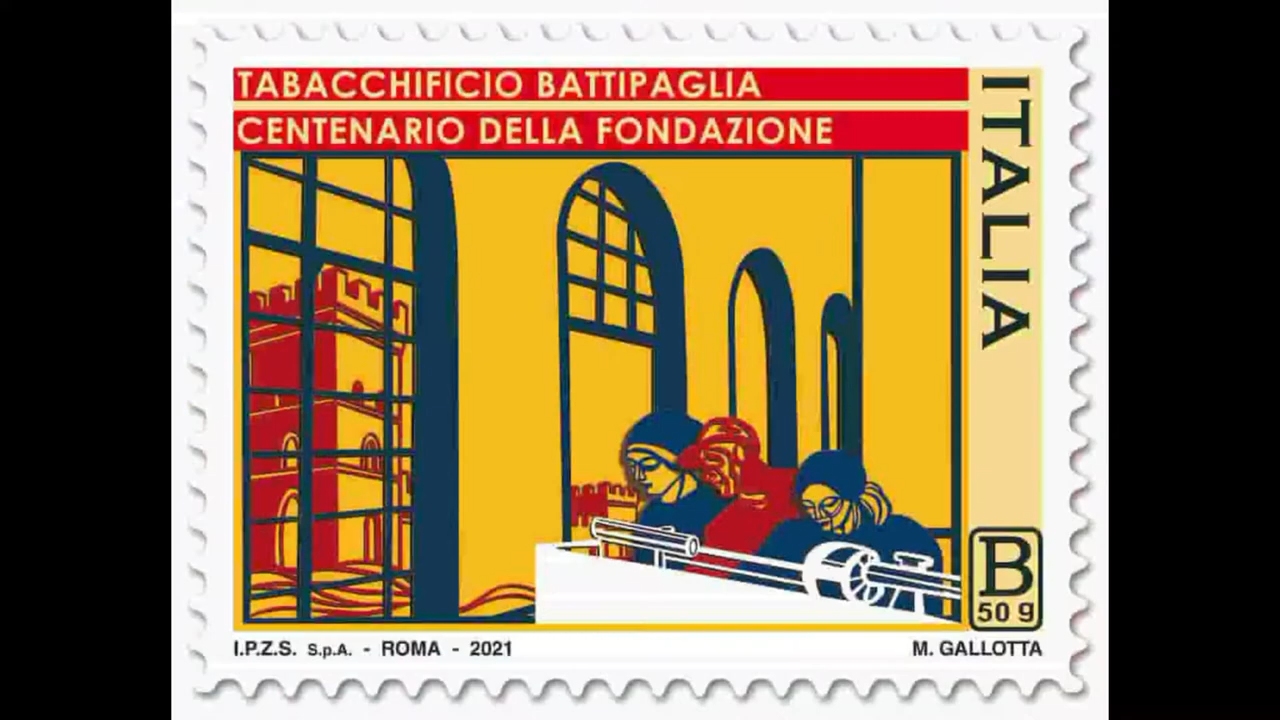 TABACCHIFICIO BATTIPAGLIA
CENTENARIO DELLA FONDAZIONE
ITALIA
B
50 g
I.P.Z.S. S.p.A. - ROMA - 2021
M. GALLOTTA